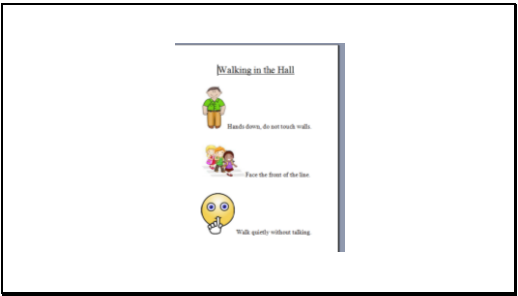 Walking in the Hall
Hands down, do not touch walls.
Face the front of the line.
Walk quietly without talking.